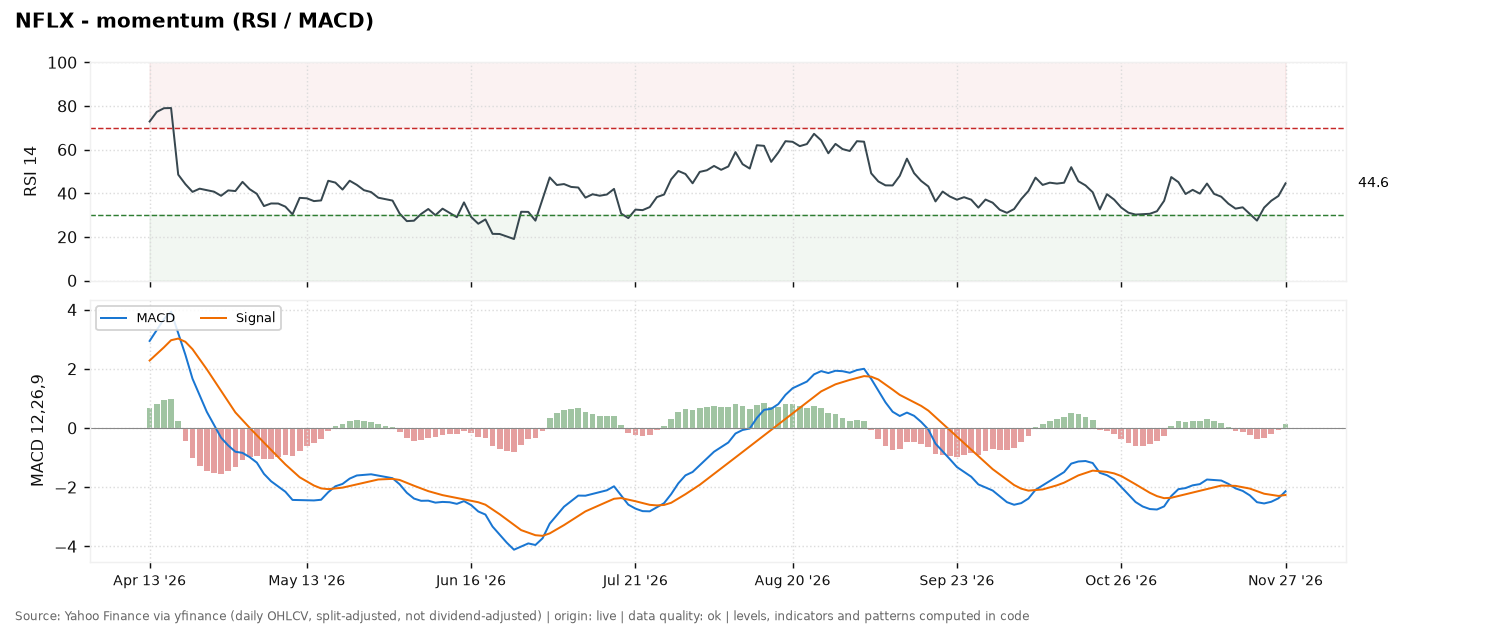 NFLX - momentum (RSI / MACD)
100
80
60
40
20
0
RSI 14
44.6
4
2
0
−2
−4
MACD 12,26,9
MACD Signal
Apr 13 '26 May 13 '26 Jun 16 '26 Jul 21 '26 Aug 20 '26 Sep 23 '26 Oct 26 '26 Nov 27 '26
Source: Yahoo Finance via yfinance (daily OHLCV, split-adjusted, not dividend-adjusted) | origin: live | data quality: ok | levels, indicators and patterns computed in code